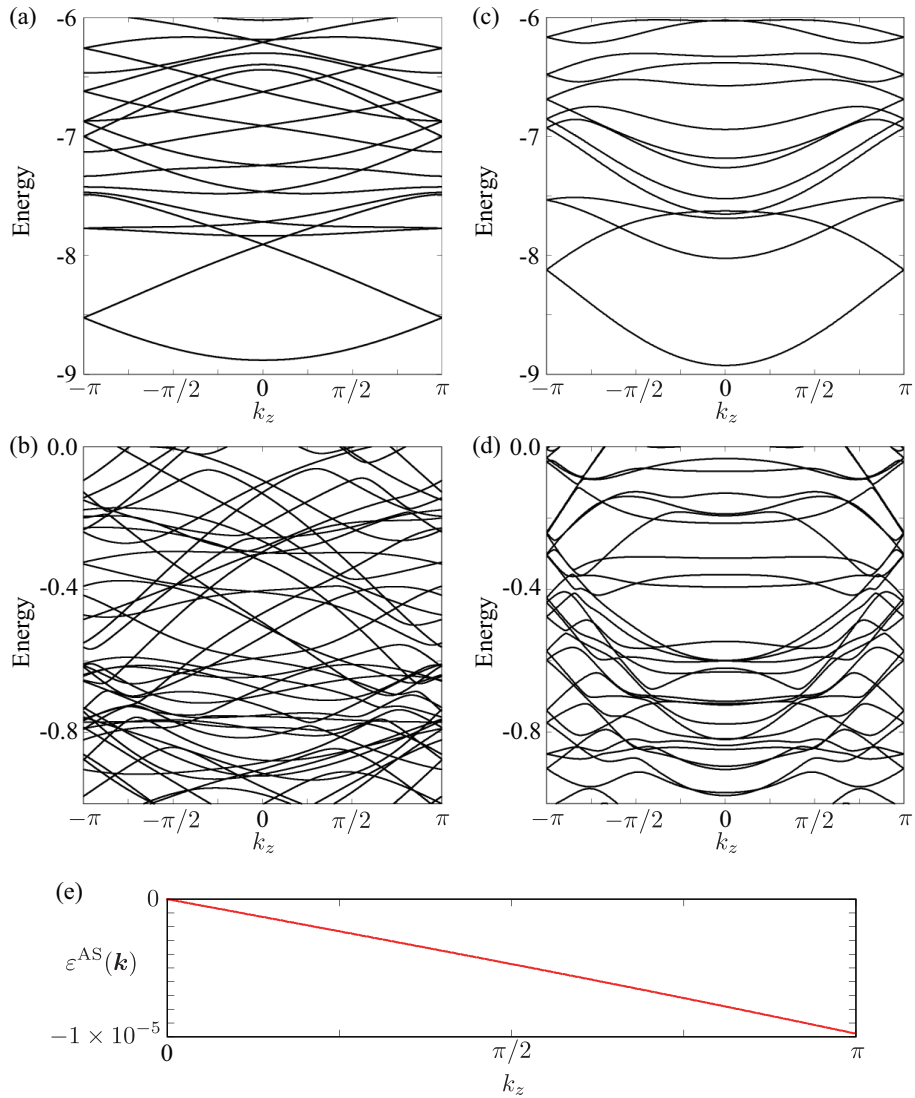 (a)
-6
-7
-8
-9
Energy
−π −π/2 0 π/2 π
k_z
(c)
-6
-7
-8
-9
Energy
−π −π/2 0 π/2 π
k_z
(b)
0.0
-0.4
-0.8
Energy
−π −π/2 0 π/2 π
k_z
(d)
0.0
-0.4
-0.8
Energy
−π −π/2 0 π/2 π
k_z
(e)
0
ε^AS(k)
−1 × 10^−5
0 π/2 π
k_z